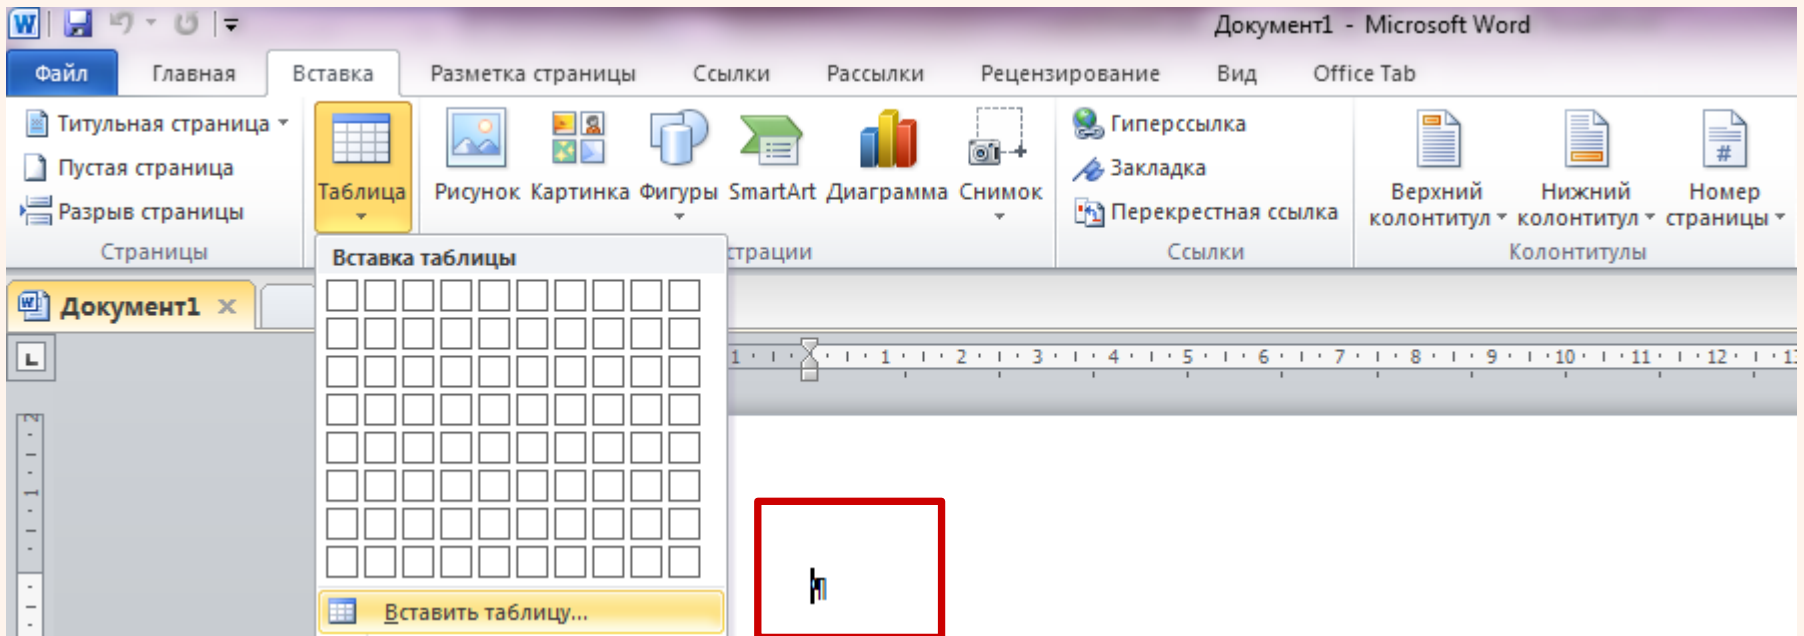 Документ1 - Microsoft Word
Файл Главная Вставка Разметка страницы Ссылки Рассылки Рецензирование Вид Office Tab
Титульная страница
Пустая страница
Разрыв страницы
Страницы
Таблица
Рисунок Картинка Фигуры SmartArt Диаграмма Снимок
страции
Гиперссылка
Закладка
Перекрестная ссылка
Ссылки
Верхний колонтитул
Нижний колонтитул
Номер страницы
Колонтитулы
Вставка таблицы
Документ1
1 1 2 3 4 5 6 7 8 9 10 11 12
2
1
¶
Вставить таблицу...